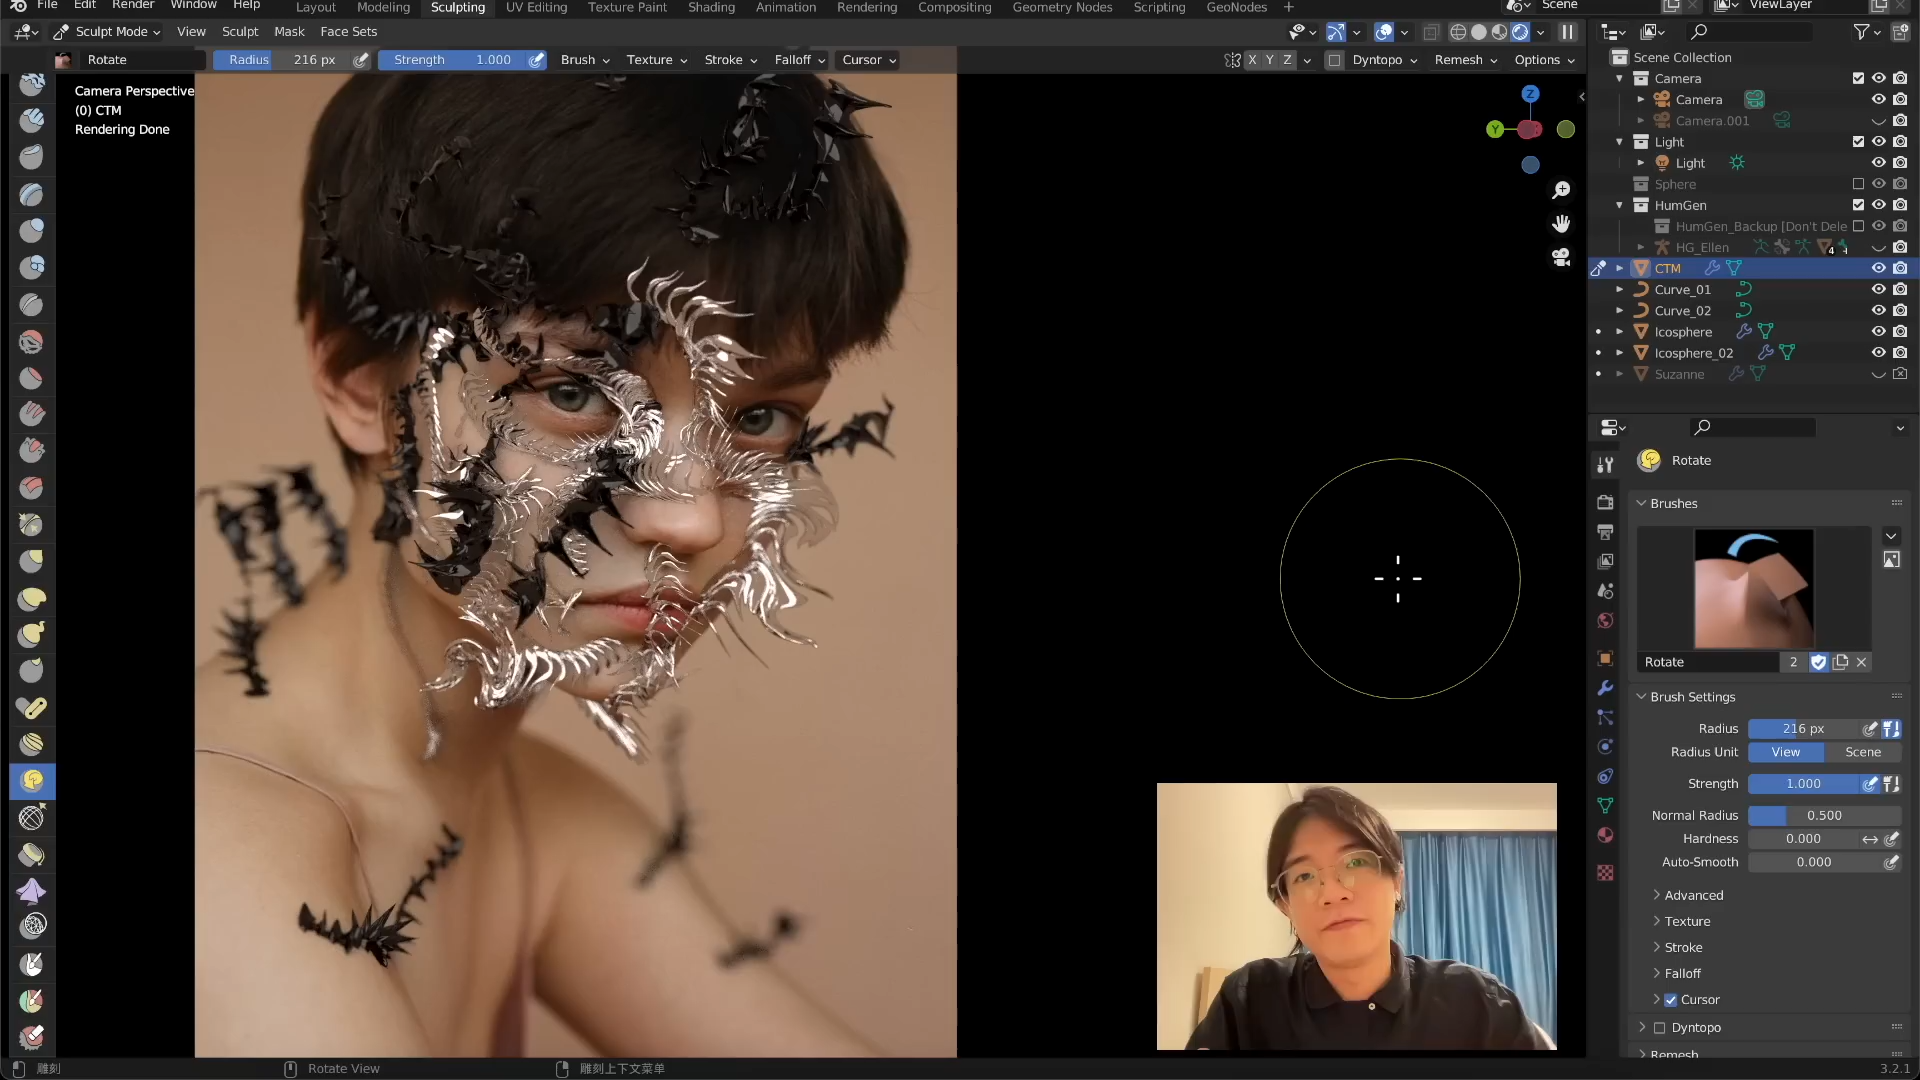 File Edit Render Window Help Layout Modeling Sculpting UV Editing Texture Paint Shading Animation Rendering Compositing Geometry Nodes Scripting GeoNodes + Scene ViewLayer
Sculpt Mode View Sculpt Mask Face Sets
Rotate Radius 216 px Strength 1.000 Brush Texture Stroke Falloff Cursor X Y Z Dyntopo Remesh Options
Camera Perspective
(0) CTM
Rendering Done
Z
Y
Scene Collection
Camera
Camera
Camera.001
Light
Light
Sphere
HumGen
HumGen_Backup [Don't Dele
HG_Ellen 4
CTM
Curve_01
Curve_02
Icosphere
Icosphere_02
Suzanne
Rotate
Brushes
Rotate 2
Brush Settings
Radius 216 px
Radius Unit View Scene
Strength 1.000
Normal Radius 0.500
Hardness 0.000
Auto-Smooth 0.000
Advanced
Texture
Stroke
Falloff
Cursor
Dyntopo
Remesh
雕刻 Rotate View 雕刻上下文菜单 3.2.1